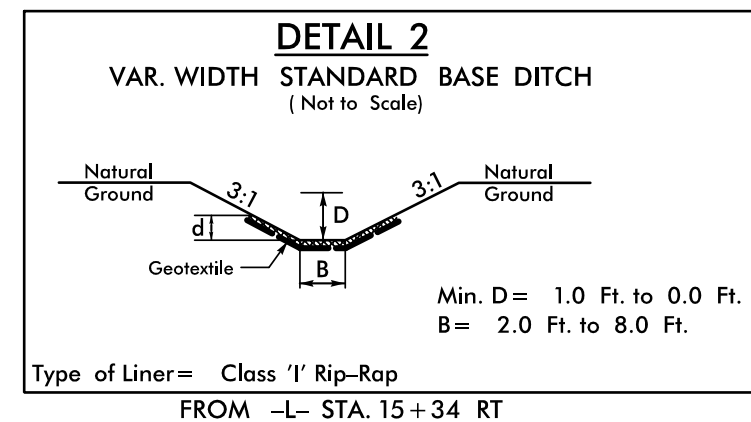 DETAIL 2
VAR. WIDTH STANDARD BASE DITCH
( Not to Scale)
Natural
Ground
3:1
3:1
Natural
Ground
D
d
Geotextile
B
Min. D= 1.0 Ft. to 0.0 Ft.
B= 2.0 Ft. to 8.0 Ft.
Type of Liner= Class 'I' Rip-Rap
FROM -L- STA. 15+34 RT